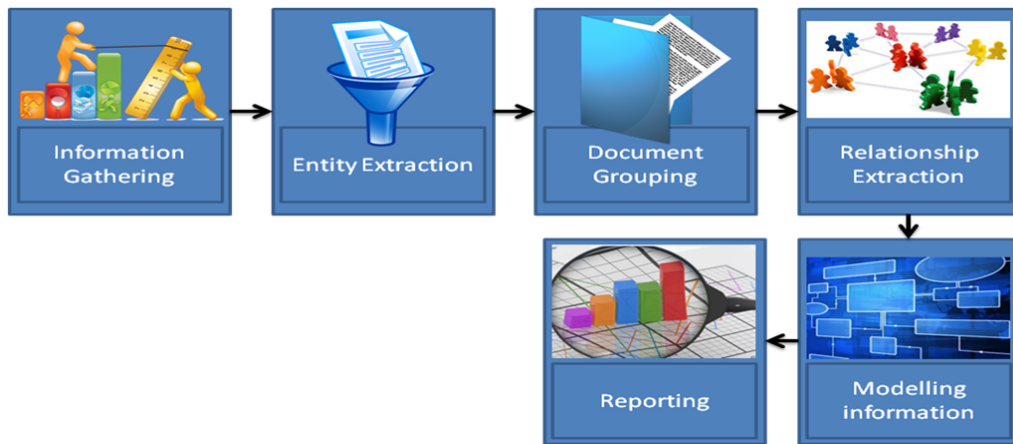 Information
Gathering
Entity Extraction
Document
Grouping
Relationship
Extraction
Reporting
Modelling
information